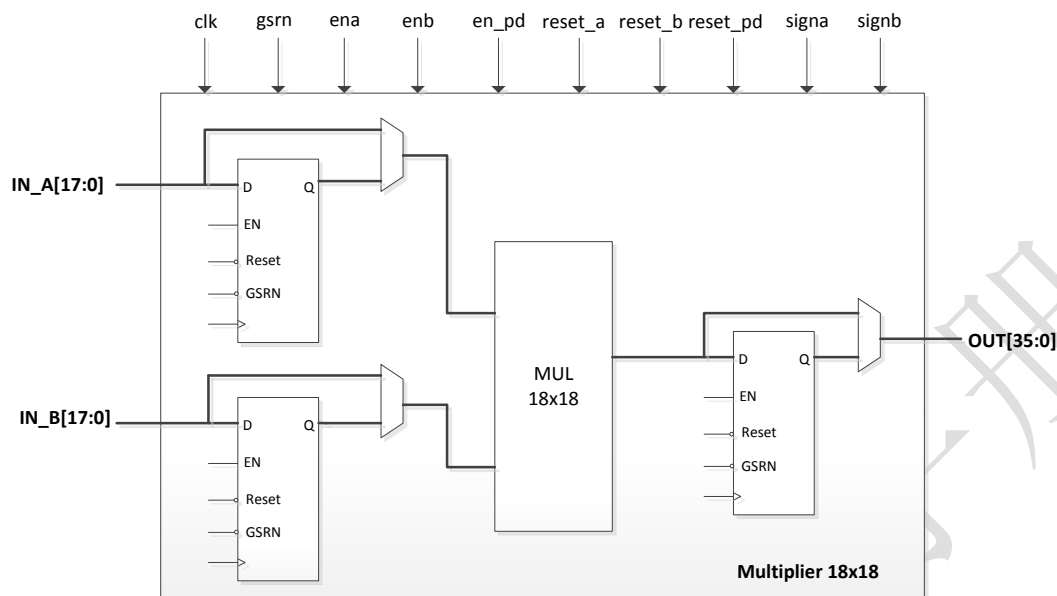 clk gsrn ena enb en_pd reset_a reset_b reset_pd signa signb
IN_A[17:0]
D Q
EN
Reset
GSRN
IN_B[17:0]
D Q
EN
Reset
GSRN
MUL
18x18
D Q
EN
Reset
GSRN
OUT[35:0]
Multiplier 18x18